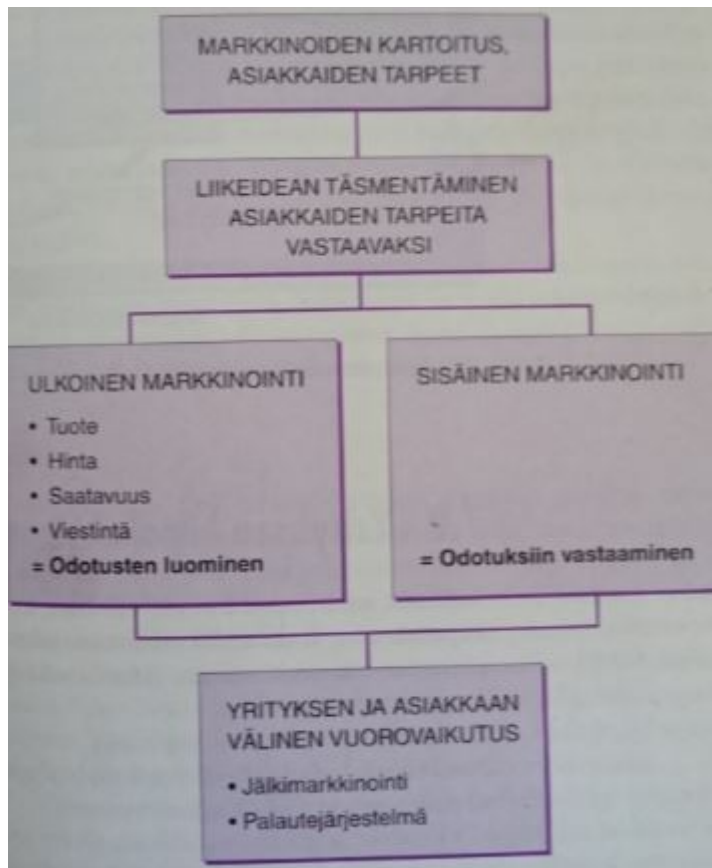 MARKKINOIDEN KARTOITUS,
ASIAKKAIDEN TARPEET
LIIKEIDEAN TÄSMENTÄMINEN
ASIAKKAIDEN TARPEITA
VASTAAVAKSI
ULKOINEN MARKKINOINTI
• Tuote
• Hinta
• Saatavuus
• Viestintä
= Odotusten luominen
SISÄINEN MARKKINOINTI
= Odotuksiin vastaaminen
YRITYKSEN JA ASIAKKAAN
VÄLINEN VUOROVAIKUTUS
• Jälkimarkkinointi
• Palautejärjestelmä